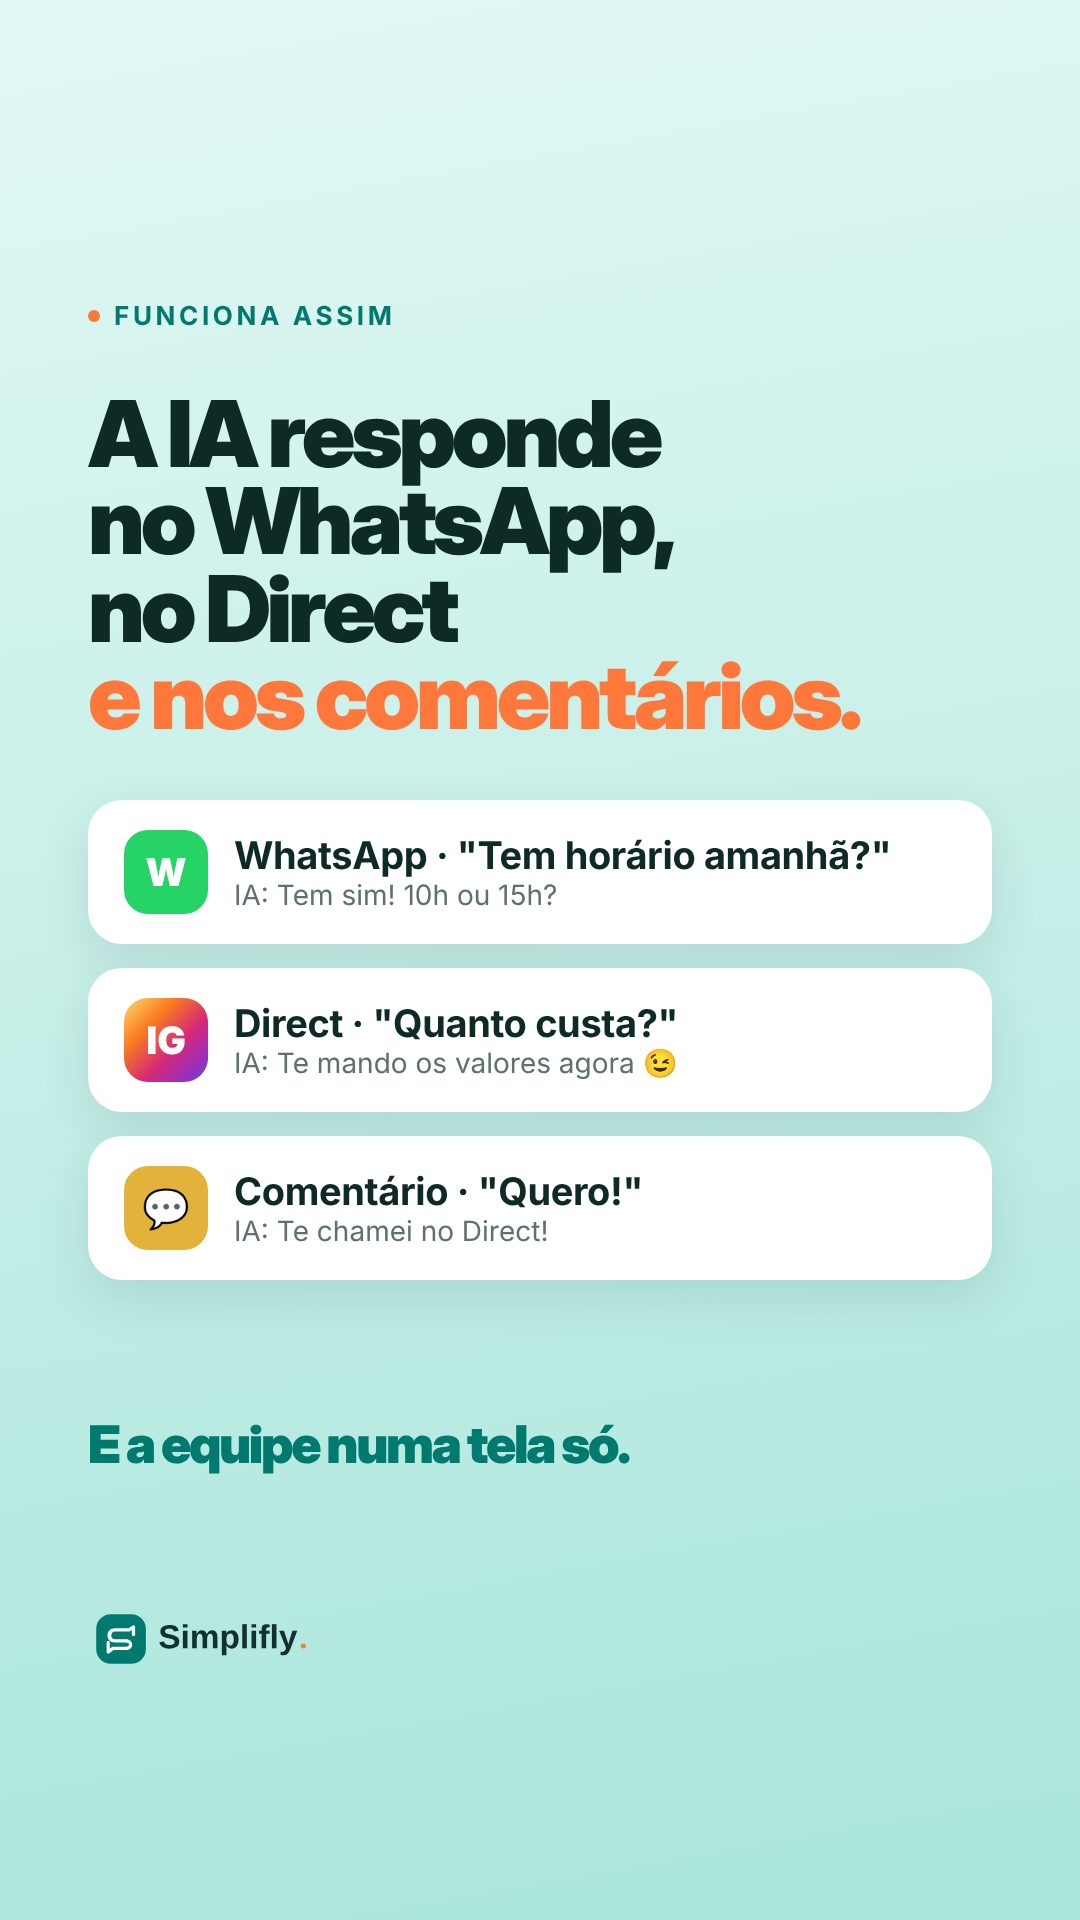 FUNCIONA ASSIM
A IA responde
no WhatsApp,
no Direct
e nos comentários.
W
WhatsApp · "Tem horário amanhã?"
IA: Tem sim! 10h ou 15h?
IG
Direct · "Quanto custa?"
IA: Te mando os valores agora 😉
Comentário · "Quero!"
IA: Te chamei no Direct!
E a equipe numa tela só.
Simplifly.